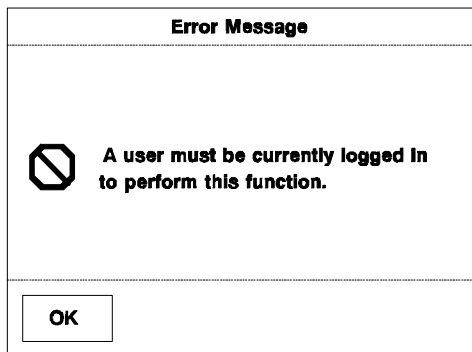 Error Message
A user must be currently logged in
to perform this function.
OK